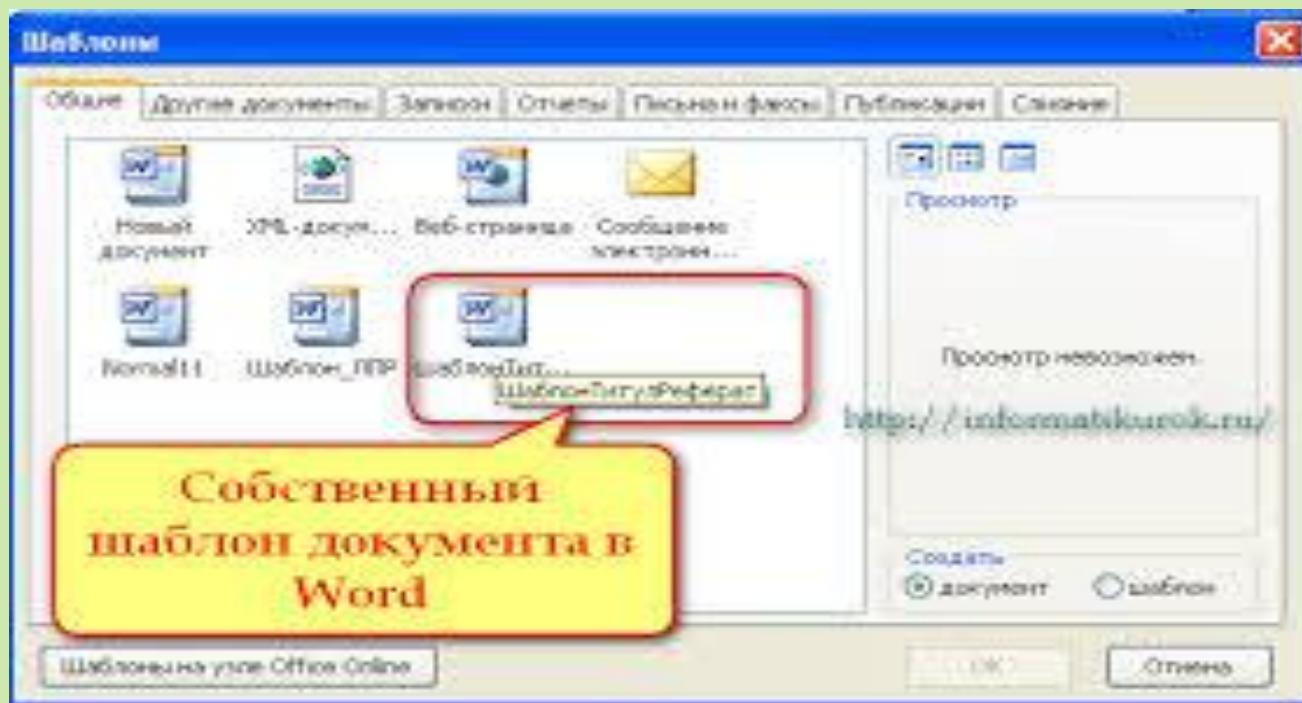 Шаблоны
Общие Другие документы Записки Отчеты Письма и факсы Публикации Слияние
Новый документ
XML-докум...
Веб-страница
Сообщение электронн...
Просмотр
Normal11
Шаблон_ППР
шаблонТит...
ШаблонТитулРеферат
Просмотр невозможен.
http://informatikurok.ru/
Собственный
шаблон документа в
Word
Создать
документ шаблон
Шаблоны на узле Office Online
ОК
Отмена